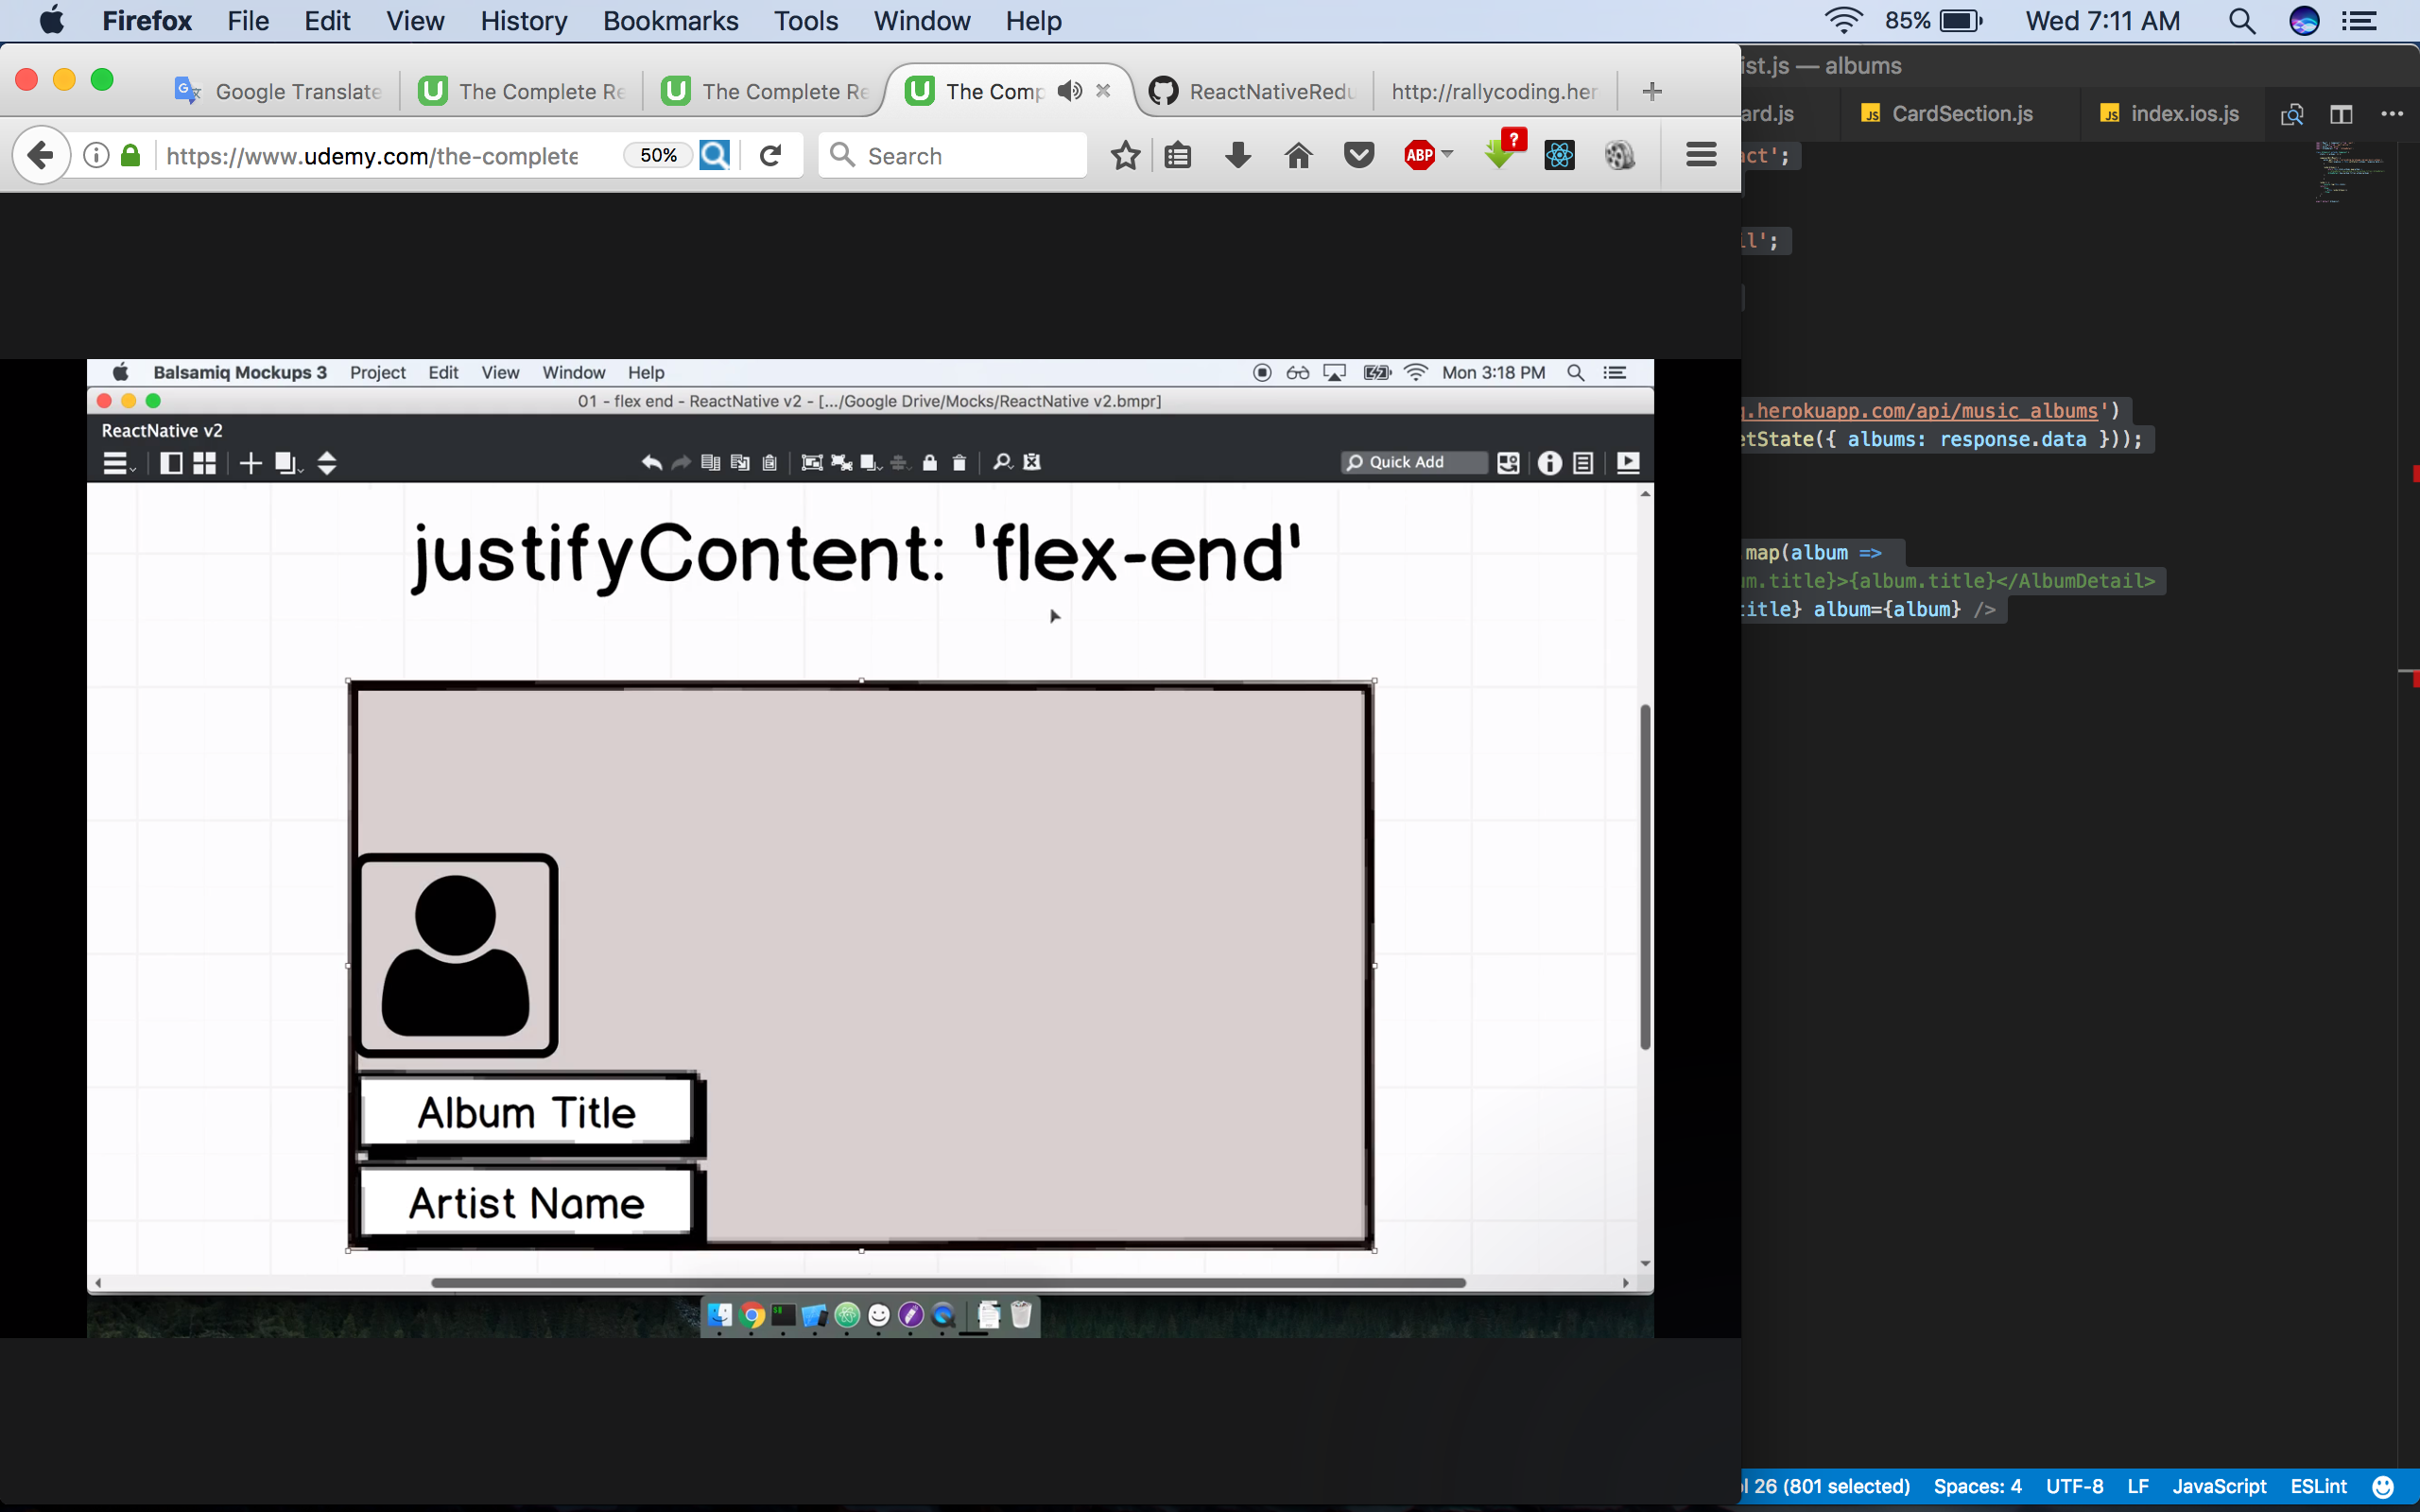 Firefox File Edit View History Bookmarks Tools Window Help 85% Wed 7:11 AM
Google Translate The Complete Re The Complete Re The Comp ReactNativeRedu http://rallycoding.her
https://www.udemy.com/the-complete 50% Search ABP ?
ist.js — albums
ard.js JS CardSection.js JS index.ios.js
act';
il';
.herokuapp.com/api/music_albums')
etState({ albums: response.data }));
map(album =>
m.title}>{album.title}</AlbumDetail>
title} album={album} />
Balsamiq Mockups 3 Project Edit View Window Help Mon 3:18 PM
01 - flex end - ReactNative v2 - [.../Google Drive/Mocks/ReactNative v2.bmpr]
ReactNative v2
Quick Add
justifyContent: 'flex-end'
Album Title
Artist Name
26 (801 selected) Spaces: 4 UTF-8 LF JavaScript ESLint